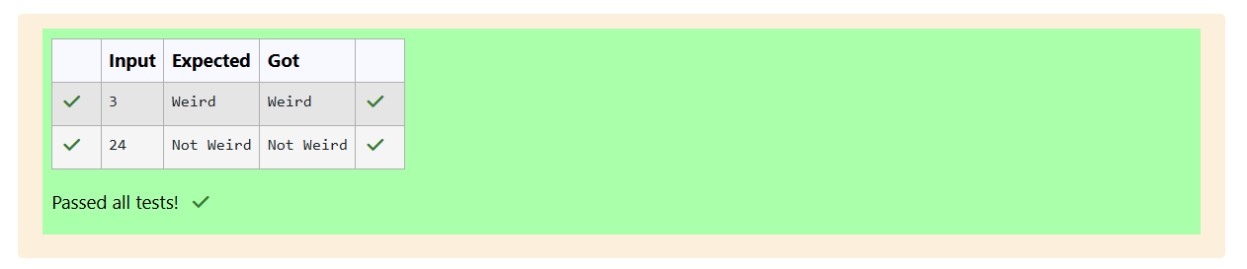 Input Expected Got
3 Weird Weird
24 Not Weird Not Weird
Passed all tests!